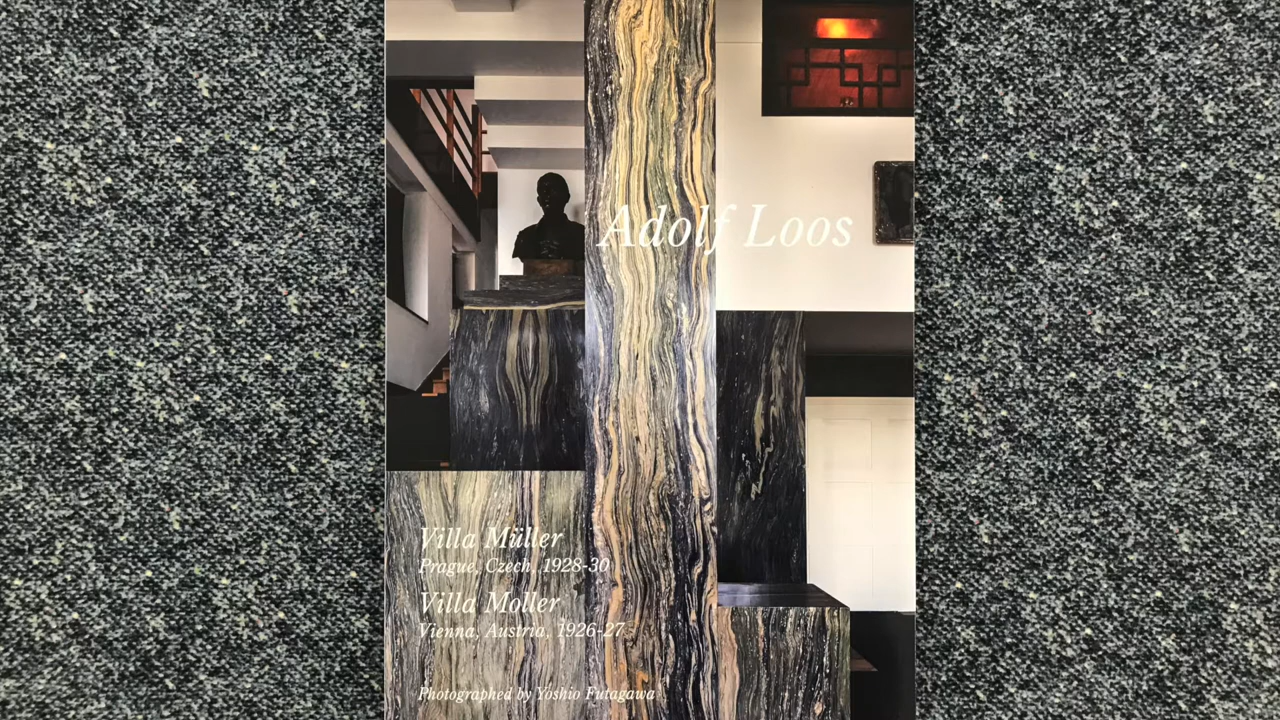 Adolf Loos
Villa Müller
Prague, Czech, 1928-30
Villa Moller
Vienna, Austria, 1926-27
Photographed by Yoshio Futagawa